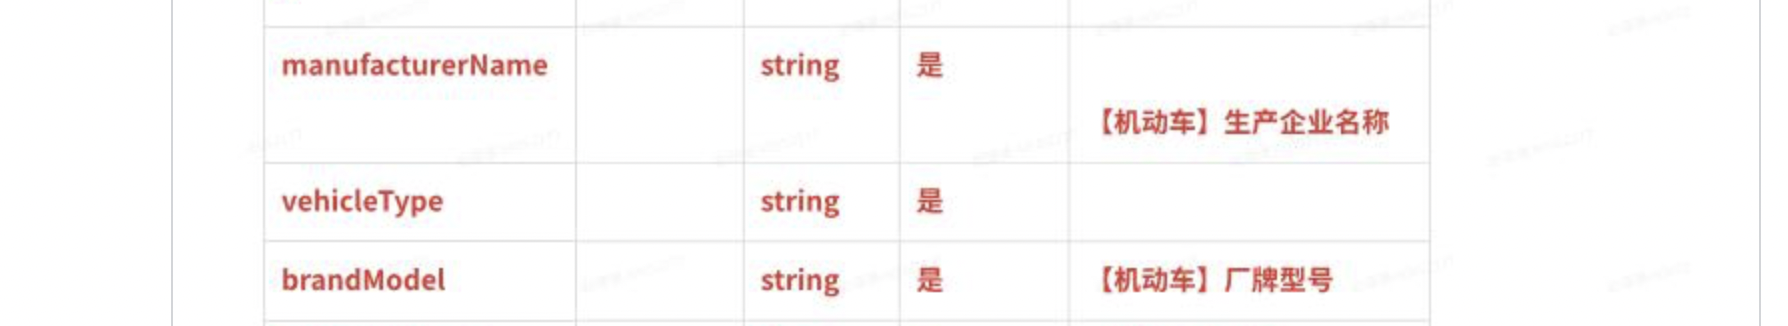 manufacturerName string 是
【机动车】生产企业名称
vehicleType string 是
brandModel string 是 【机动车】厂牌型号